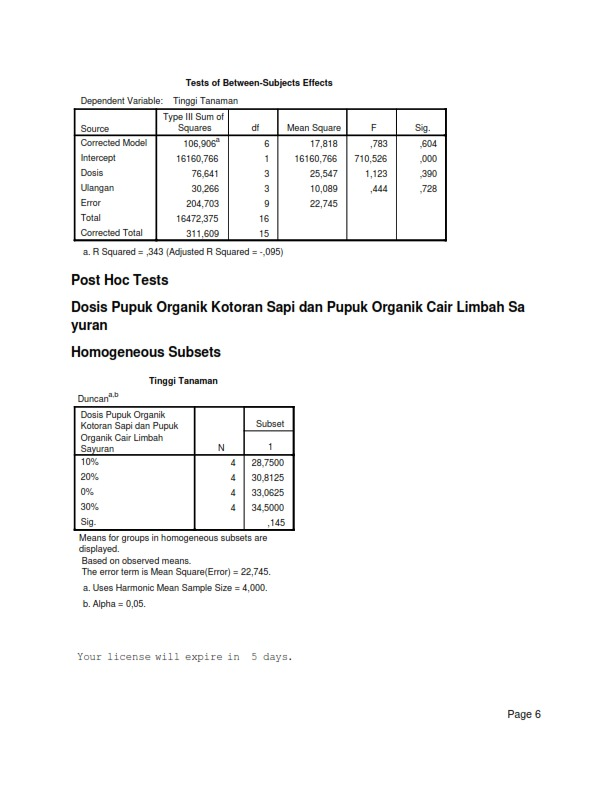 Tests of Between-Subjects Effects
Dependent Variable: Tinggi Tanaman
Source Type III Sum of Squares df Mean Square F Sig.
Corrected Model 106,906a 6 17,818 ,783 ,604
Intercept 16160,766 1 16160,766 710,526 ,000
Dosis 76,641 3 25,547 1,123 ,390
Ulangan 30,266 3 10,089 ,444 ,728
Error 204,703 9 22,745
Total 16472,375 16
Corrected Total 311,609 15
a. R Squared = ,343 (Adjusted R Squared = -,095)
Post Hoc Tests
Dosis Pupuk Organik Kotoran Sapi dan Pupuk Organik Cair Limbah Sa
yuran
Homogeneous Subsets
Tinggi Tanaman
Duncana,b
Dosis Pupuk Organik
Kotoran Sapi dan Pupuk
Organik Cair Limbah
Sayuran N Subset 1
10% 4 28,7500
20% 4 30,8125
0% 4 33,0625
30% 4 34,5000
Sig. ,145
Means for groups in homogeneous subsets are
displayed.
Based on observed means.
The error term is Mean Square(Error) = 22,745.
a. Uses Harmonic Mean Sample Size = 4,000.
b. Alpha = 0,05.
Your license will expire in 5 days.
Page 6